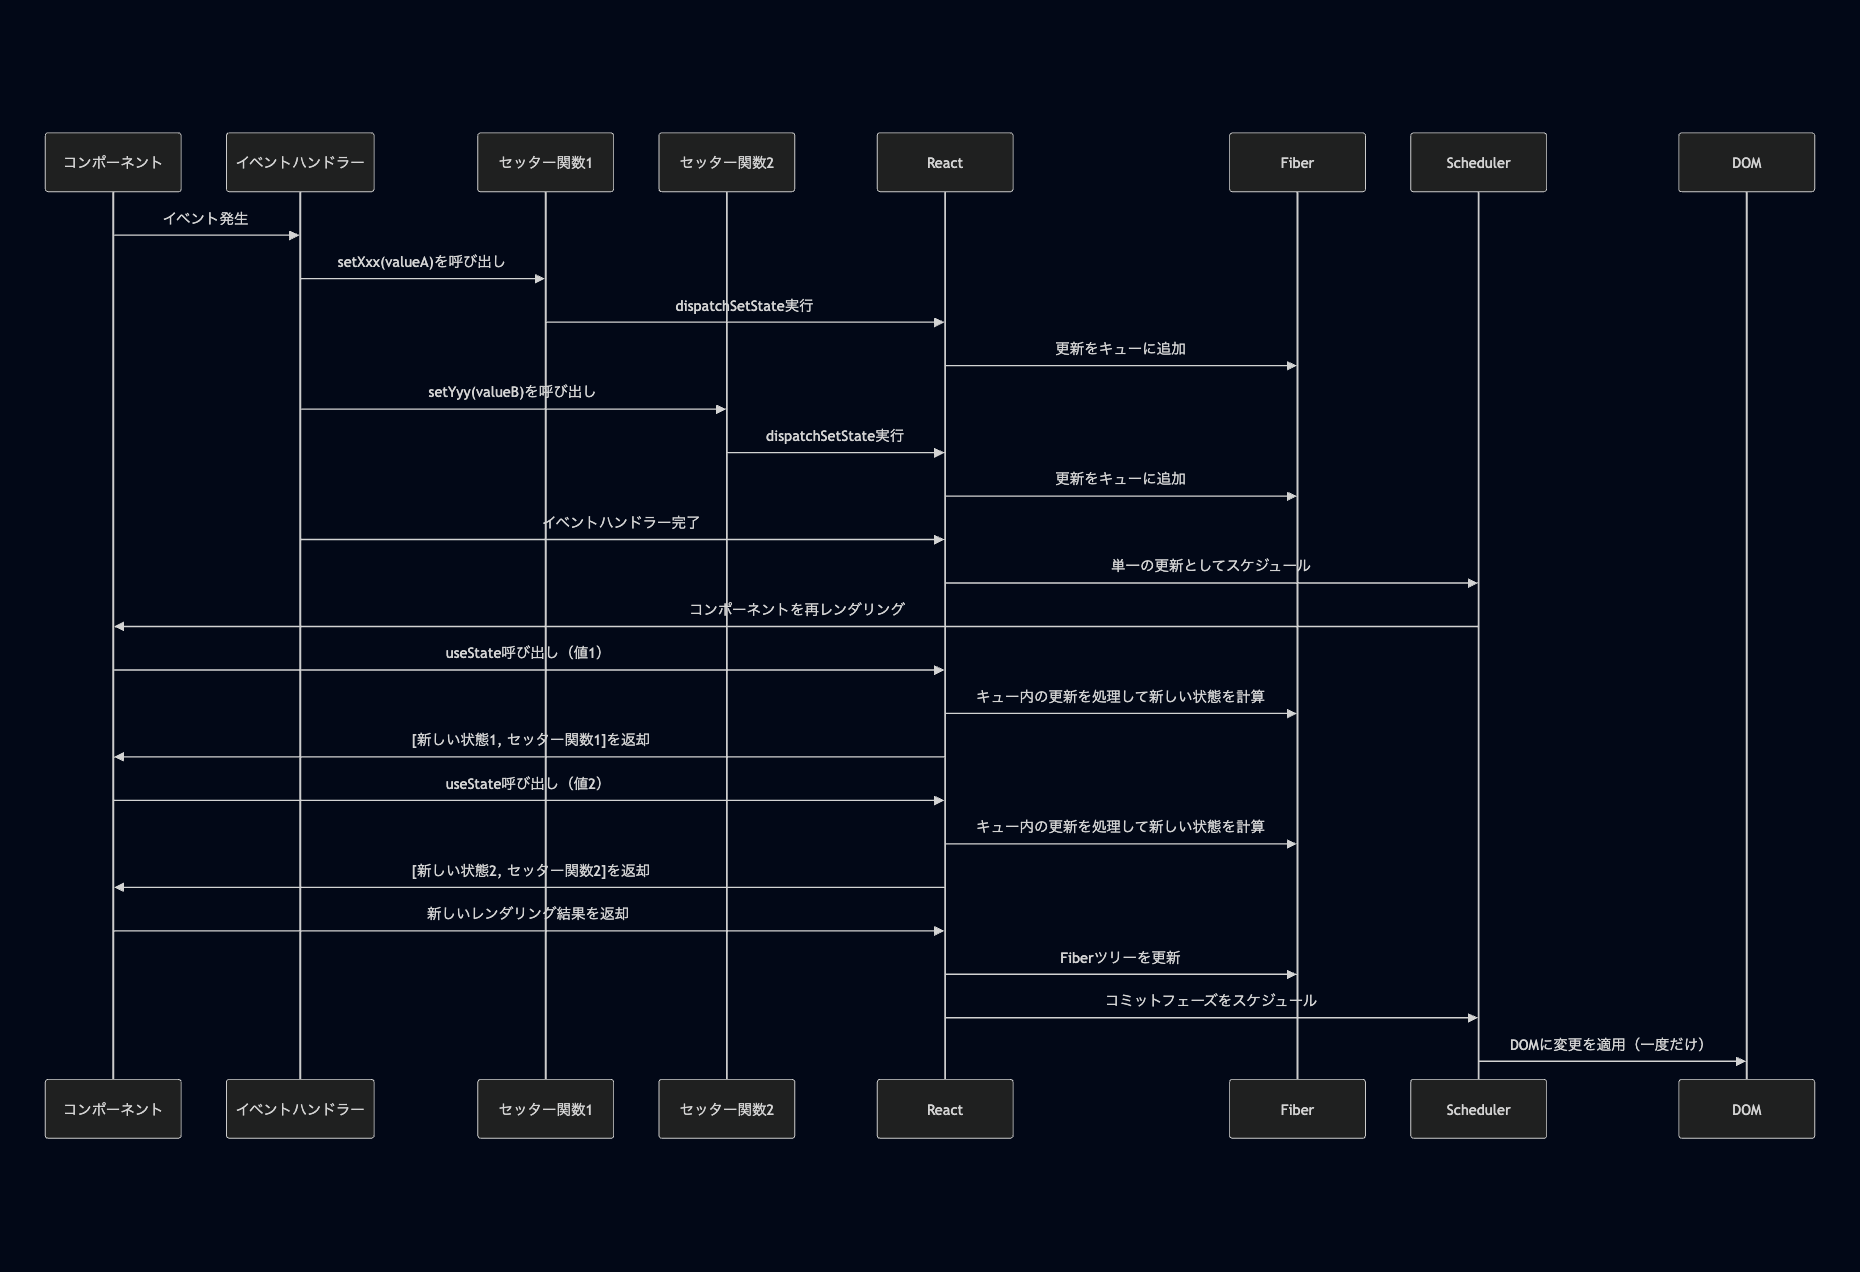 コンポーネント
イベントハンドラー
セッター関数1
セッター関数2
React
Fiber
Scheduler
DOM
イベント発生
setXxx(valueA)を呼び出し
dispatchSetState実行
更新をキューに追加
setYyy(valueB)を呼び出し
dispatchSetState実行
更新をキューに追加
イベントハンドラー完了
単一の更新としてスケジュール
コンポーネントを再レンダリング
useState呼び出し（値1）
キュー内の更新を処理して新しい状態を計算
[新しい状態1, セッター関数1]を返却
useState呼び出し（値2）
キュー内の更新を処理して新しい状態を計算
[新しい状態2, セッター関数2]を返却
新しいレンダリング結果を返却
Fiberツリーを更新
コミットフェーズをスケジュール
DOMに変更を適用（一度だけ）
コンポーネント
イベントハンドラー
セッター関数1
セッター関数2
React
Fiber
Scheduler
DOM